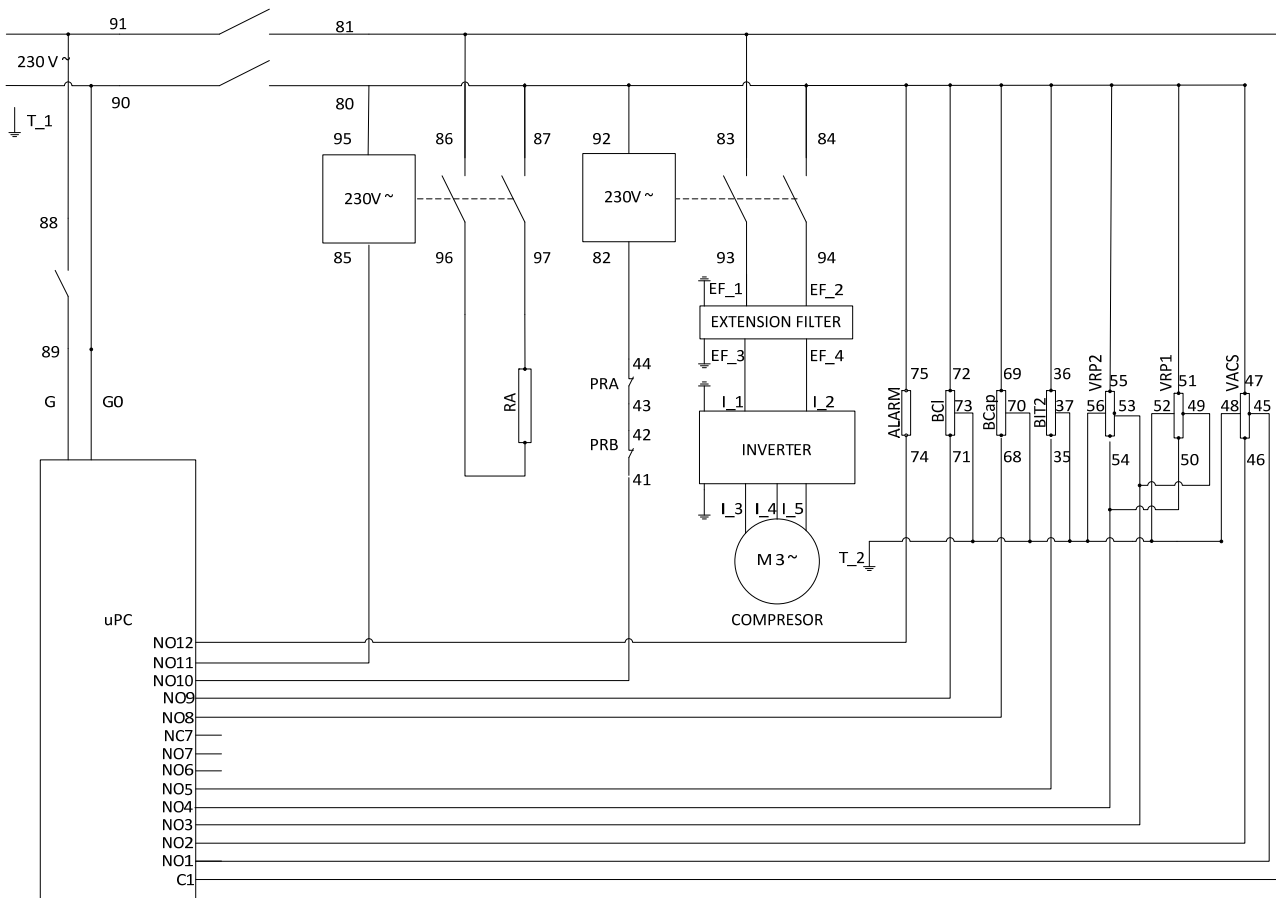 91
81
230 V ~
90
80
T_1
95
86
87
92
83
84
230V ~
230V ~
88
85
96
97
82
93
94
EF_1
EF_2
EXTENSION FILTER
EF_3
EF_4
89
44
PRA
43
42
PRB
41
G
G0
RA
I_1
I_2
INVERTER
I_3
I_4
I_5
M 3 ~
COMPRESOR
T_2
75
ALARM
74
72
BCI
73
71
69
BCap
70
68
36
BIT2
37
35
VRP2
55
56
53
54
VRP1
51
52
49
50
VACS
47
48
45
46
uPC
NO12
NO11
NO10
NO9
NO8
NC7
NO7
NO6
NO5
NO4
NO3
NO2
NO1
C1